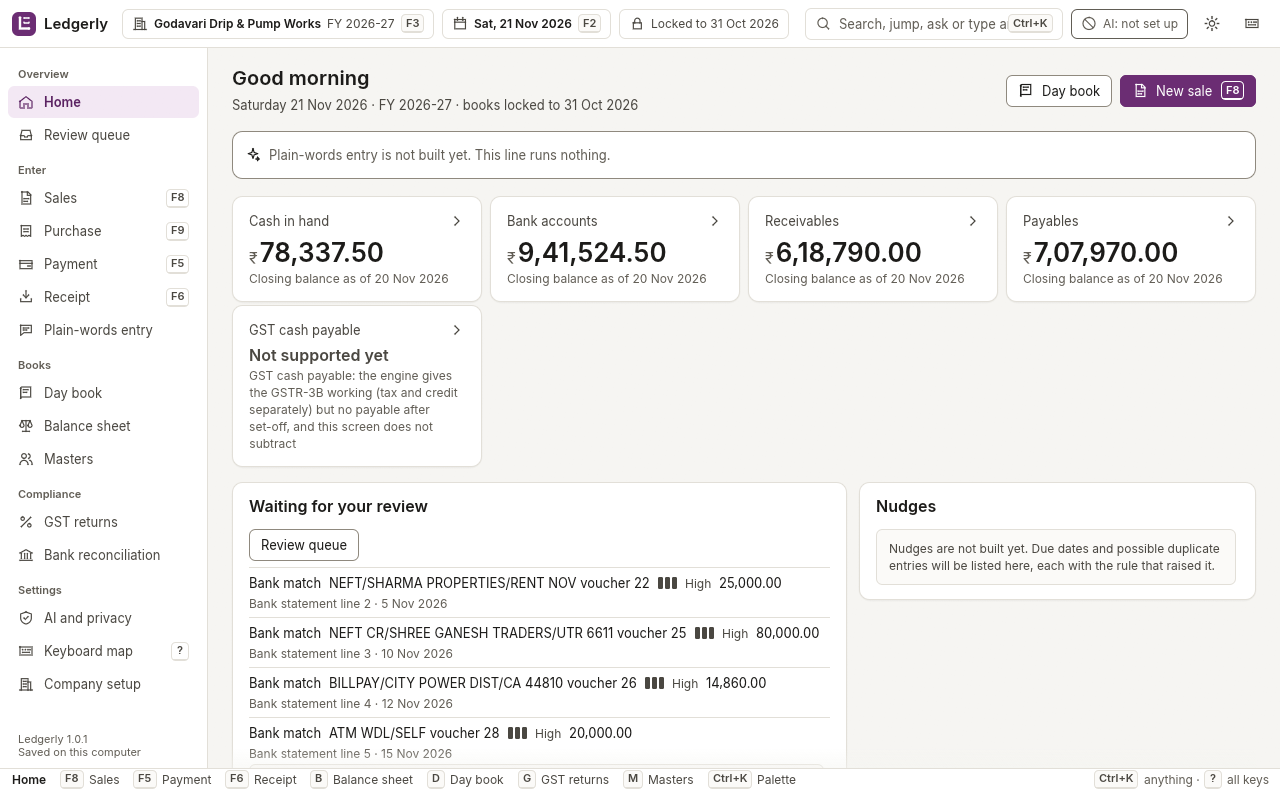 Ledgerly
Godavari Drip & Pump Works FY 2026-27 F3
Sat, 21 Nov 2026 F2
Locked to 31 Oct 2026
Search, jump, ask or type a Ctrl+K
AI: not set up
Overview
Home
Review queue
Enter
Sales F8
Purchase F9
Payment F5
Receipt F6
Plain-words entry
Books
Day book
Balance sheet
Masters
Compliance
GST returns
Bank reconciliation
Settings
AI and privacy
Keyboard map ?
Company setup
Ledgerly 1.0.1
Saved on this computer
Good morning
Saturday 21 Nov 2026 · FY 2026-27 · books locked to 31 Oct 2026
Day book
New sale F8
Plain-words entry is not built yet. This line runs nothing.
Cash in hand
₹78,337.50
Closing balance as of 20 Nov 2026
Bank accounts
₹9,41,524.50
Closing balance as of 20 Nov 2026
Receivables
₹6,18,790.00
Closing balance as of 20 Nov 2026
Payables
₹7,07,970.00
Closing balance as of 20 Nov 2026
GST cash payable
Not supported yet
GST cash payable: the engine gives
the GSTR-3B working (tax and credit
separately) but no payable after
set-off, and this screen does not
subtract
Waiting for your review
Review queue
Bank match NEFT/SHARMA PROPERTIES/RENT NOV voucher 22 High 25,000.00
Bank statement line 2 · 5 Nov 2026
Bank match NEFT CR/SHREE GANESH TRADERS/UTR 6611 voucher 25 High 80,000.00
Bank statement line 3 · 10 Nov 2026
Bank match BILLPAY/CITY POWER DIST/CA 44810 voucher 26 High 14,860.00
Bank statement line 4 · 12 Nov 2026
Bank match ATM WDL/SELF voucher 28 High 20,000.00
Bank statement line 5 · 15 Nov 2026
Nudges
Nudges are not built yet. Due dates and possible duplicate
entries will be listed here, each with the rule that raised it.
Home F8 Sales F5 Payment F6 Receipt B Balance sheet D Day book G GST returns M Masters Ctrl+K Palette
Ctrl+K anything · ? all keys